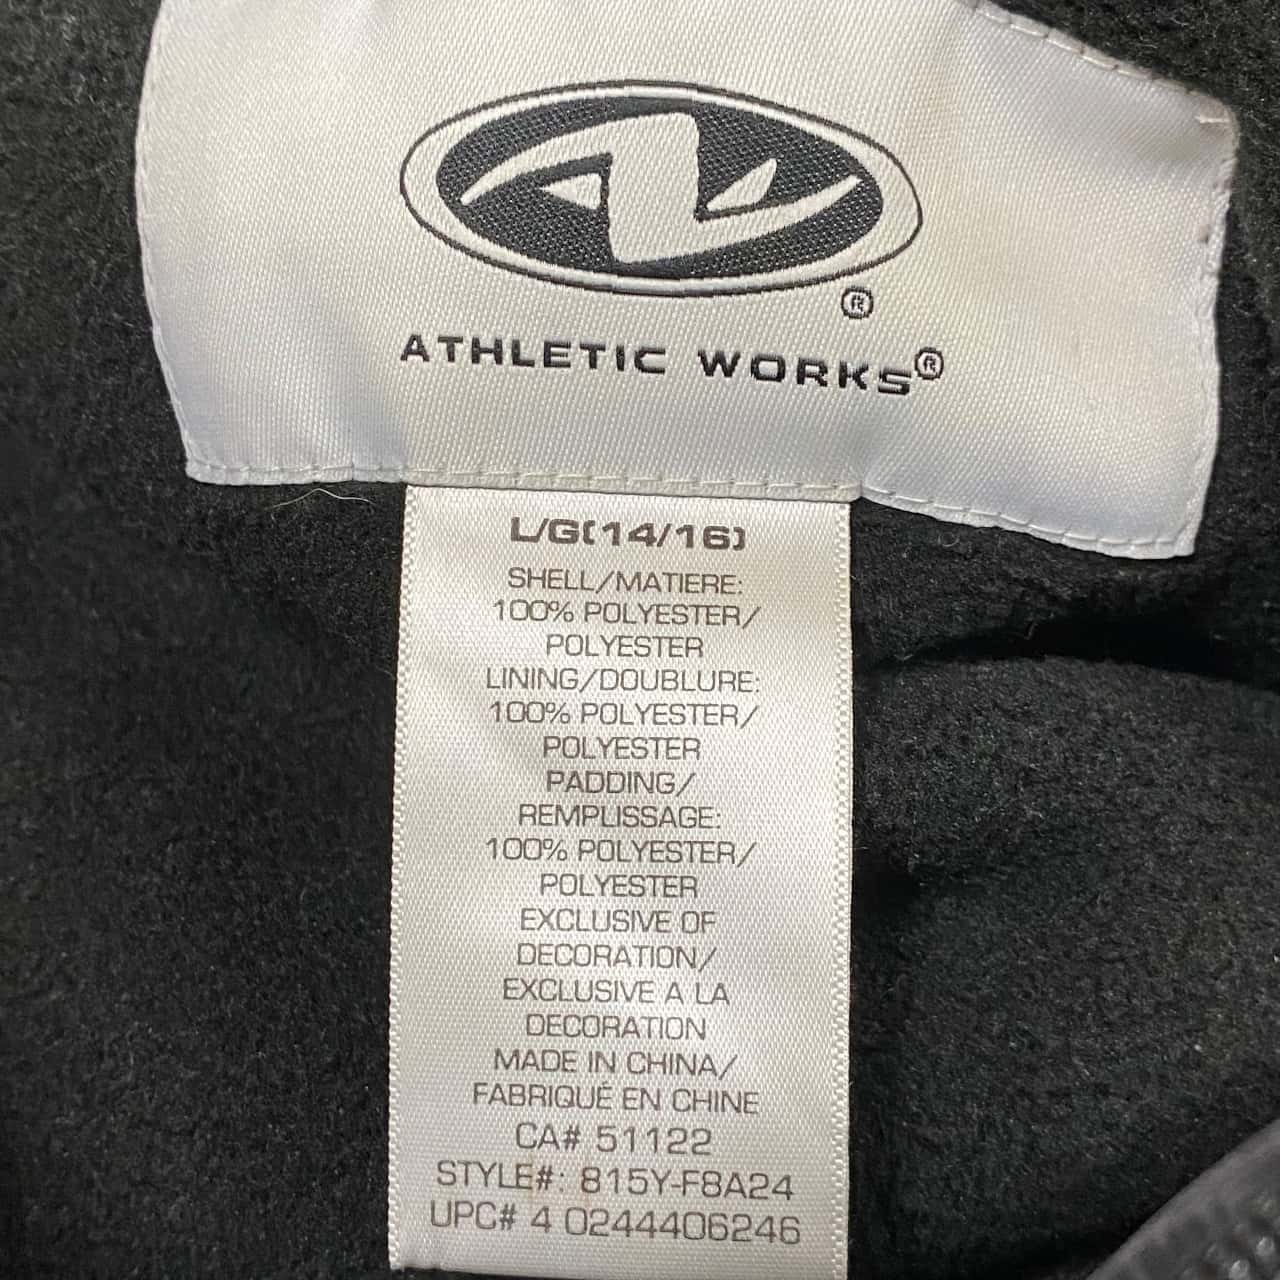 ®
ATHLETIC WORKS®
L/G(14/16)
SHELL/MATIERE:
100% POLYESTER/
POLYESTER
LINING/DOUBLURE:
100% POLYESTER/
POLYESTER
PADDING/
REMPLISSAGE:
100% POLYESTER/
POLYESTER
EXCLUSIVE OF
DECORATION/
EXCLUSIVE A LA
DECORATION
MADE IN CHINA/
FABRIQUÉ EN CHINE
CA# 51122
STYLE#: 815Y-F8A24
UPC# 4 0244406246